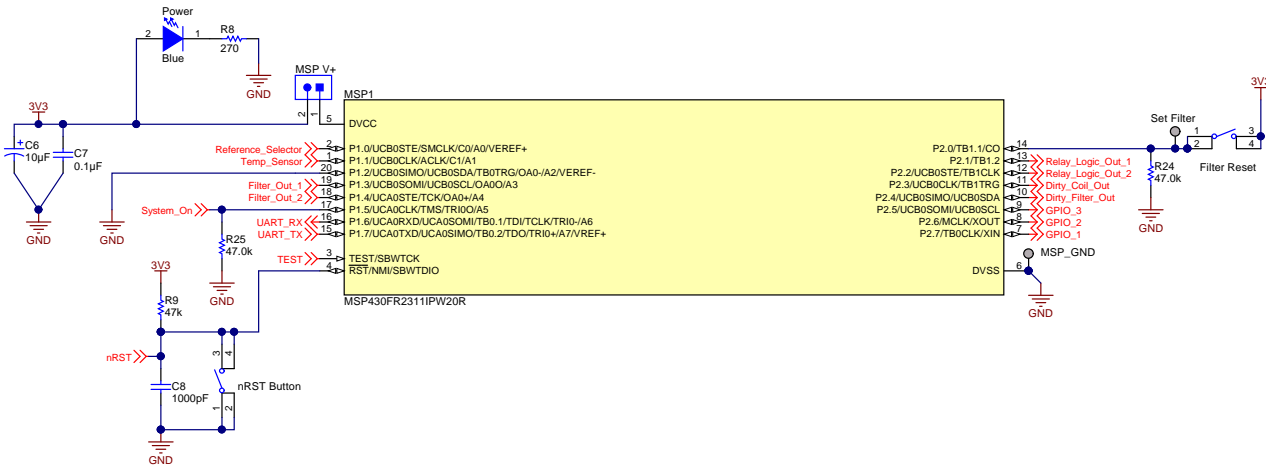 Power
2
1
R8
270
Blue
GND
MSP V+
2
1
3V3
C6
10µF
C7
0.1µF
GND
MSP1
5
DVCC
Reference_Selector
2
P1.0/UCB0STE/SMCLK/C0/A0/VEREF+
Temp_Sensor
1
P1.1/UCB0CLK/ACLK/C1/A1
20
P1.2/UCB0SIMO/UCB0SDA/TB0TRG/OA0-/A2/VEREF-
Filter_Out_1
19
P1.3/UCB0SOMI/UCB0SCL/OA0O/A3
Filter_Out_2
18
P1.4/UCA0STE/TCK/OA0+/A4
System_On
17
P1.5/UCA0CLK/TMS/TRI0O/A5
UART_RX
16
P1.6/UCA0RXD/UCA0SOMI/TB0.1/TDI/TCLK/TRI0-/A6
UART_TX
15
P1.7/UCA0TXD/UCA0SIMO/TB0.2/TDO/TRI0+/A7/VREF+
TEST
3
TEST/SBWTCK
4
RST/NMI/SBWTDIO
MSP430FR2311IPW20R
P2.0/TB1.1/CO
14
P2.1/TB1.2
13
Relay_Logic_Out_1
P2.2/UCB0STE/TB1CLK
12
Relay_Logic_Out_2
P2.3/UCB0CLK/TB1TRG
11
Dirty_Coil_Out
P2.4/UCB0SIMO/UCB0SDA
10
Dirty_Filter_Out
P2.5/UCB0SOMI/UCB0SCL
9
GPIO_3
P2.6/MCLK/XOUT
8
GPIO_2
P2.7/TB0CLK/XIN
7
GPIO_1
DVSS
6
MSP_GND
GND
Set Filter
1
2
3
4
3V3
Filter Reset
R24
47.0k
GND
GND
R25
47.0k
GND
3V3
R9
47k
nRST
C8
1000pF
3
4
1
2
nRST Button
GND